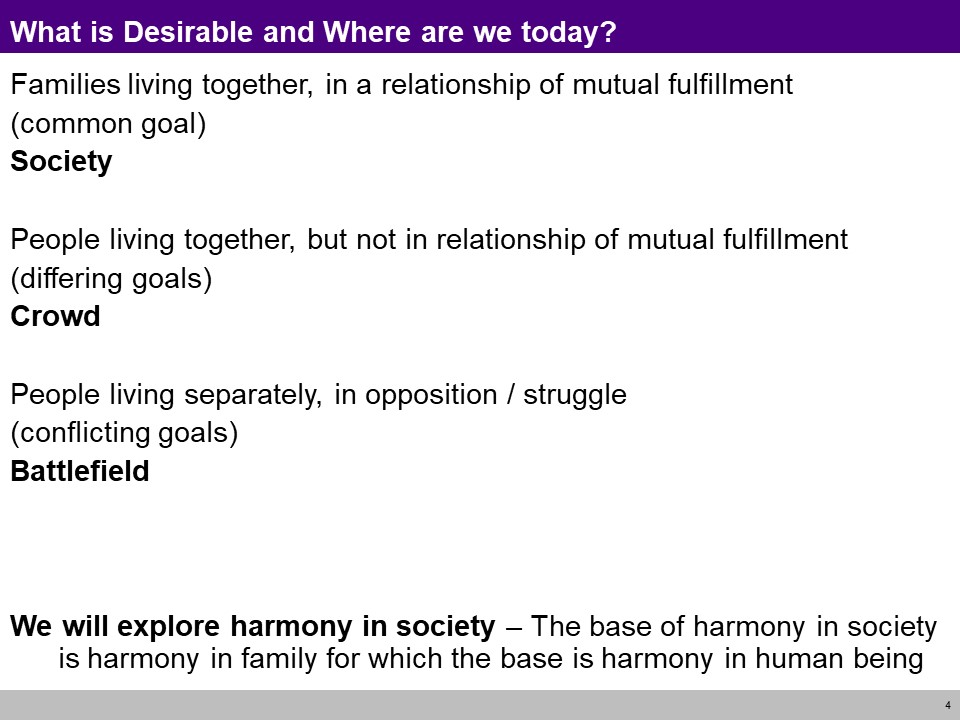 What is Desirable and Where are we today?
Families living together, in a relationship of mutual fulfillment
(common goal)
Society
People living together, but not in relationship of mutual fulfillment
(differing goals)
Crowd
People living separately, in opposition / struggle
(conflicting goals)
Battlefield
We will explore harmony in society – The base of harmony in society
is harmony in family for which the base is harmony in human being
4